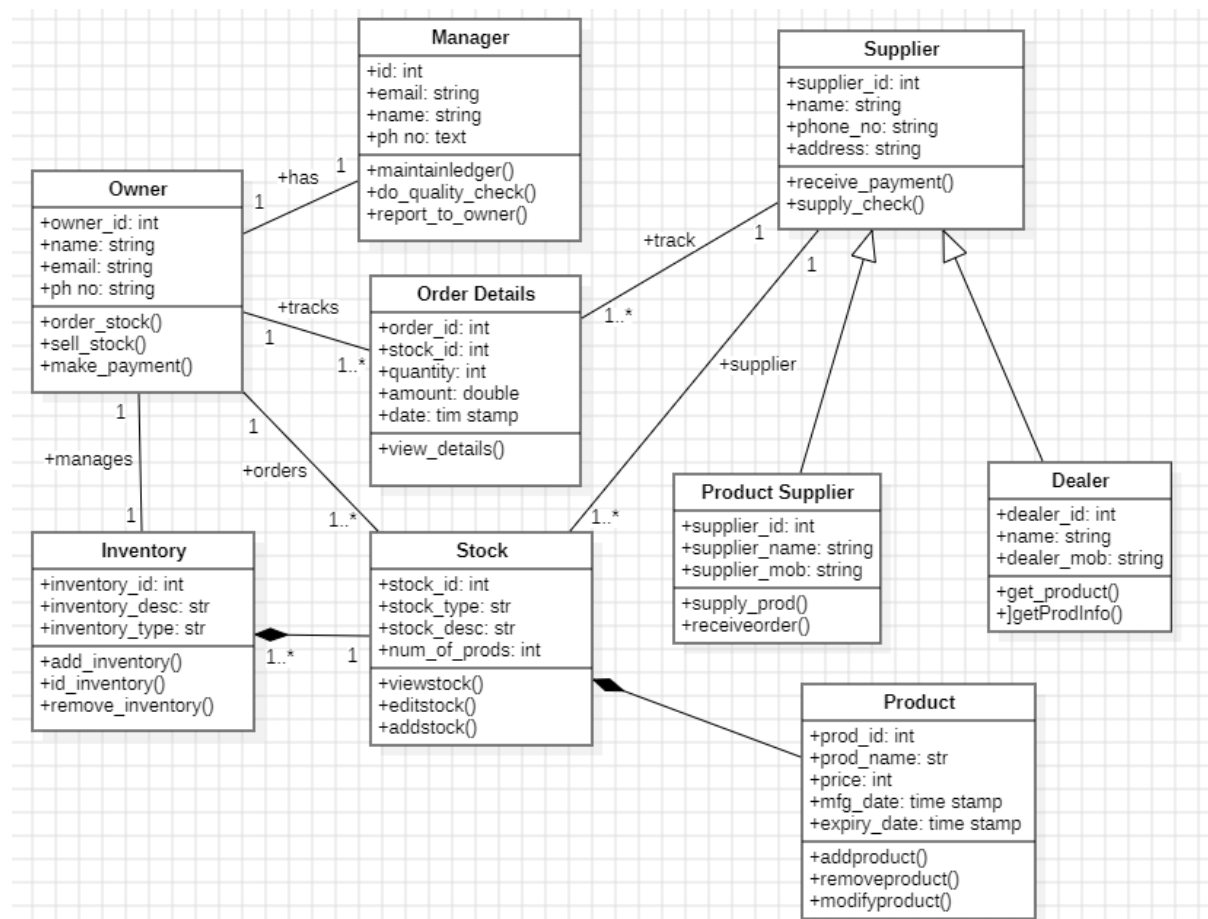 Manager
+id: int
+email: string
+name: string
+ph no: text
+maintainledger()
+do_quality_check()
+report_to_owner()
Supplier
+supplier_id: int
+name: string
+phone_no: string
+address: string
+receive_payment()
+supply_check()
Owner
+owner_id: int
+name: string
+email: string
+ph no: string
+order_stock()
+sell_stock()
+make_payment()
+has
1
1
Order Details
+order_id: int
+stock_id: int
+quantity: int
+amount: double
+date: tim stamp
+view_details()
+tracks
1
1..*
+track
1
1..*
+supplier
1
1..*
+manages
1
1
+orders
1
1..*
Product Supplier
+supplier_id: int
+supplier_name: string
+supplier_mob: string
+supply_prod()
+receiveorder()
Dealer
+dealer_id: int
+name: string
+dealer_mob: string
+get_product()
+]getProdInfo()
Inventory
+inventory_id: int
+inventory_desc: str
+inventory_type: str
+add_inventory()
+id_inventory()
+remove_inventory()
1..*
1
Stock
+stock_id: int
+stock_type: str
+stock_desc: str
+num_of_prods: int
+viewstock()
+editstock()
+addstock()
Product
+prod_id: int
+prod_name: str
+price: int
+mfg_date: time stamp
+expiry_date: time stamp
+addproduct()
+removeproduct()
+modifyproduct()